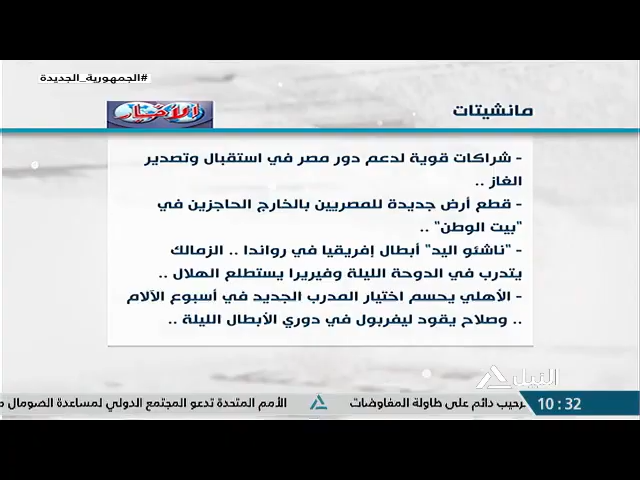 #الجمهورية_الجديدة
مانشيتات
الأخبار
- شراكات قوية لدعم دور مصر في استقبال وتصدير
الغاز ..
- قطع أرض جديدة للمصريين بالخارج الحاجزين في
"بيت الوطن" ..
- "ناشئو اليد" أبطال إفريقيا في رواندا .. الزمالك
يتدرب في الدوحة الليلة وفيريرا يستطلع الهلال ..
- الأهلي يحسم اختيار المدرب الجديد في أسبوع الآلام
.. وصلاح يقود ليفربول في دوري الأبطال الليلة ..
النيل
10:32
رحيب دائم على طاولة المفاوضات
الأمم المتحدة تدعو المجتمع الدولي لمساعدة الصومال